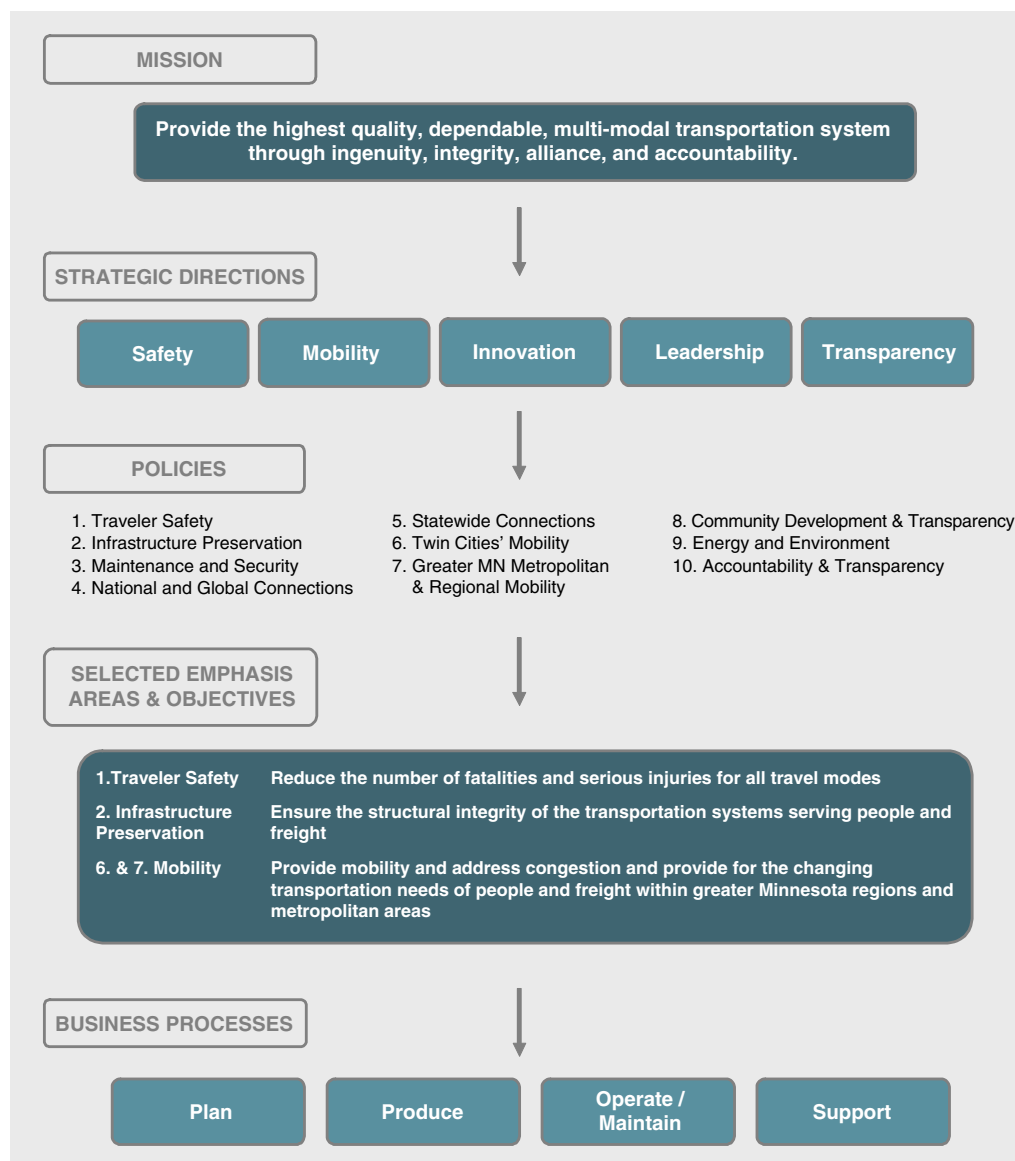 MISSION
Provide the highest quality, dependable, multi-modal transportation system
through ingenuity, integrity, alliance, and accountability.
STRATEGIC DIRECTIONS
Safety
Mobility
Innovation
Leadership
Transparency
POLICIES
1. Traveler Safety
2. Infrastructure Preservation
3. Maintenance and Security
4. National and Global Connections
5. Statewide Connections
6. Twin Cities’ Mobility
7. Greater MN Metropolitan
& Regional Mobility
8. Community Development & Transparency
9. Energy and Environment
10. Accountability & Transparency
SELECTED EMPHASIS
AREAS & OBJECTIVES
1.Traveler Safety
Reduce the number of fatalities and serious injuries for all travel modes
2. Infrastructure
Preservation
Ensure the structural integrity of the transportation systems serving people and
freight
6. & 7. Mobility
Provide mobility and address congestion and provide for the changing
transportation needs of people and freight within greater Minnesota regions and
metropolitan areas
BUSINESS PROCESSES
Plan
Produce
Operate /
Maintain
Support